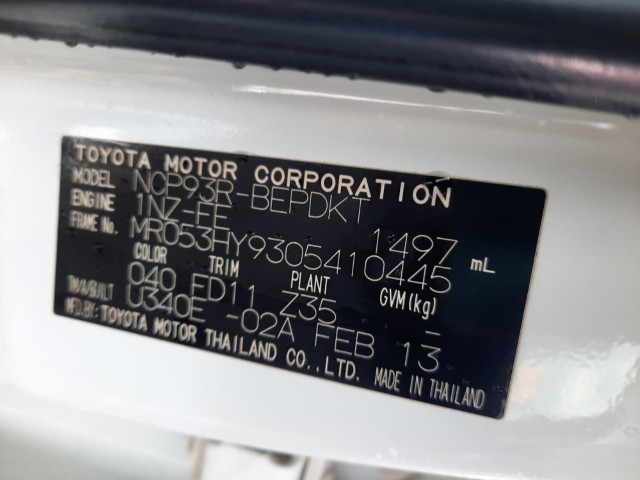 TOYOTA MOTOR CORPORATION
MODEL NCP93R-BEPDKT
ENGINE 1NZ-FE 1497 mL
FRAME No. MR053HY9305410445
COLOR TRIM PLANT GVM(kg)
040 ED11 Z35 -
T/M/A/BUILT U340E -02A FEB 13
MFD.BY: TOYOTA MOTOR THAILAND CO.,LTD. MADE IN THAILAND